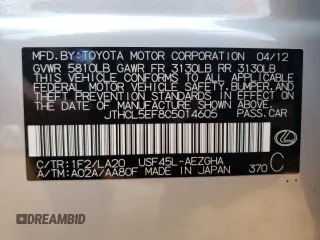 MFD.BY:TOYOTA MOTOR CORPORATION 04/12
GVWR 5810LB GAWR FF 3130LB RR 3130LB
THIS VEHICLE CONFORMS TO ALL APPLICABLE
FEDERAL MOTOR VEHICLE SAFETY, BUMPER, AND
THEFT PREVENTION STANDARDS IN EFFECT ON
THE DATE OF MANUFACTURE SHOWN ABOVE.
JTHCL5EF8C5014605 PASS.CAR
C/TR:1F2/LA20 USF45L-AEZGHA
A/TM:A02A/AA80F MADE IN JAPAN 370 C
DREAMBID